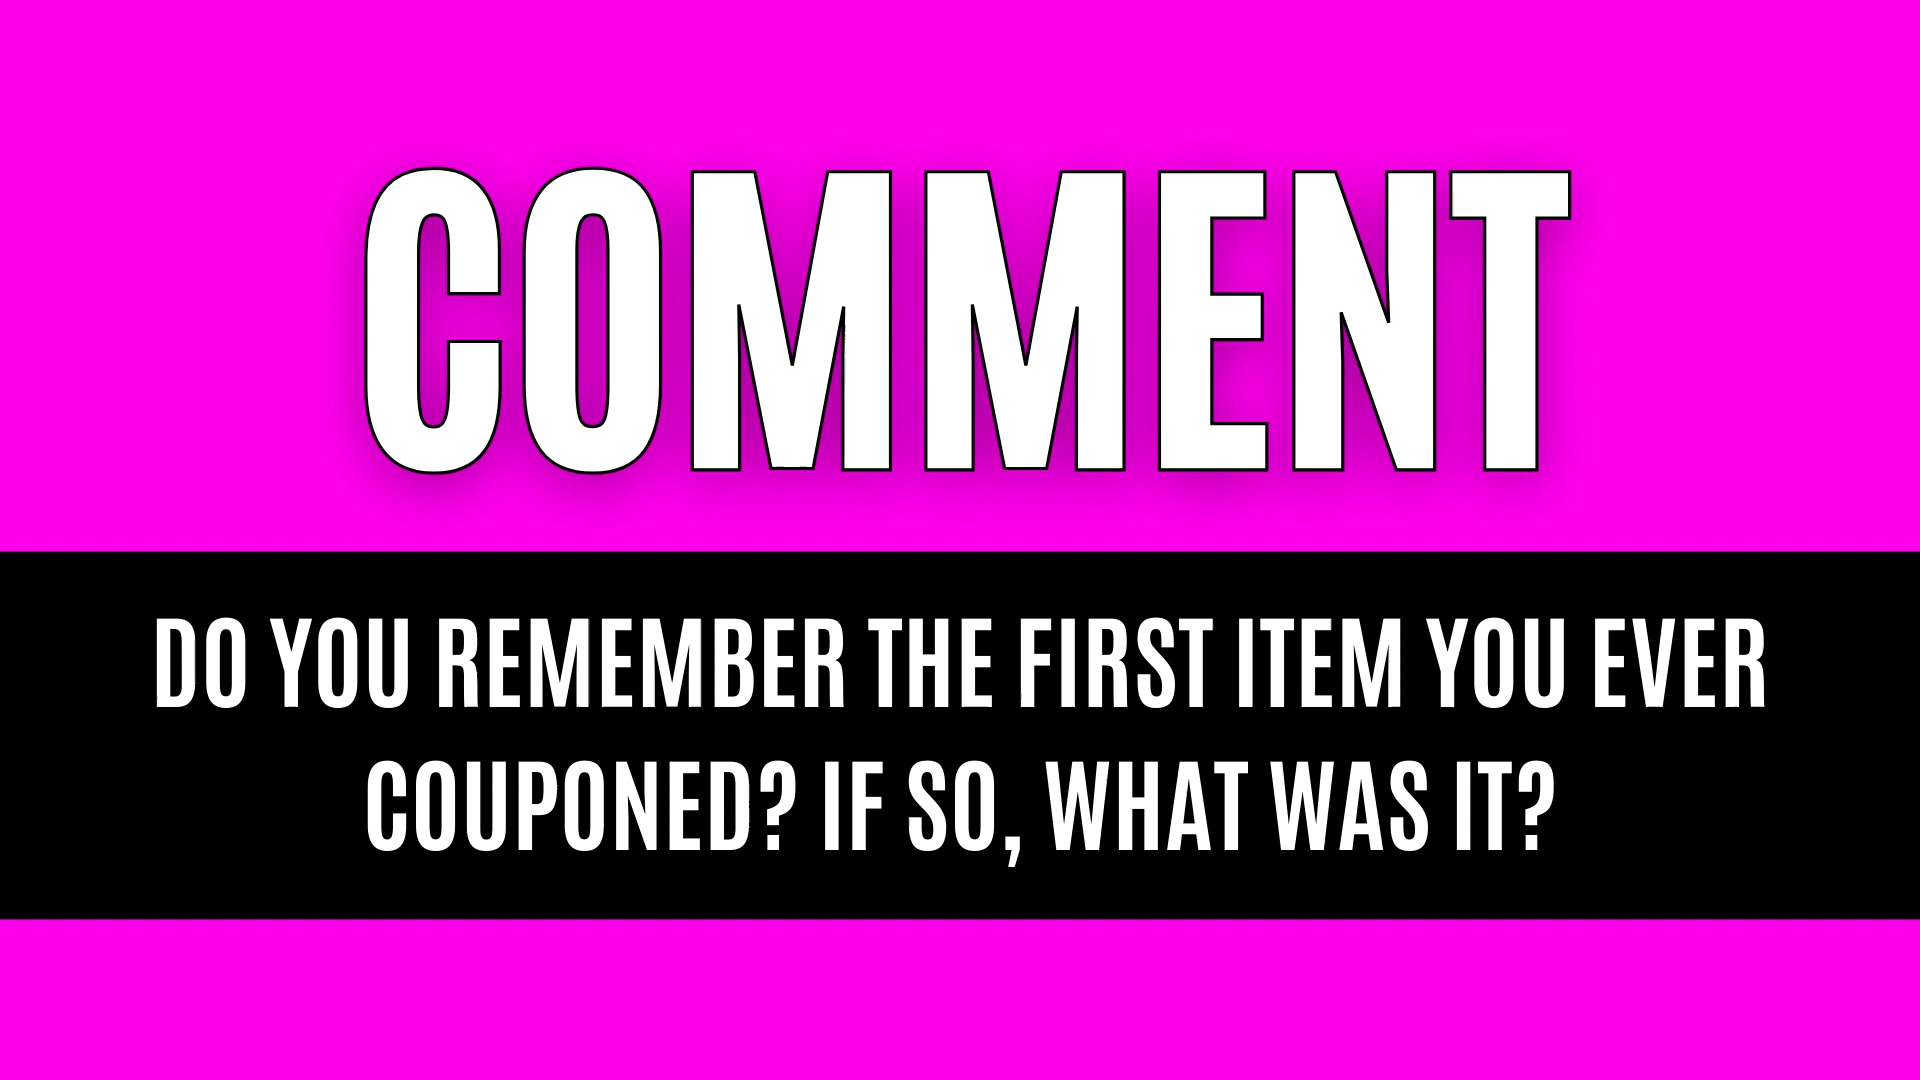 COMMENT
DO YOU REMEMBER THE FIRST ITEM YOU EVER
COUPONED? IF SO, WHAT WAS IT?